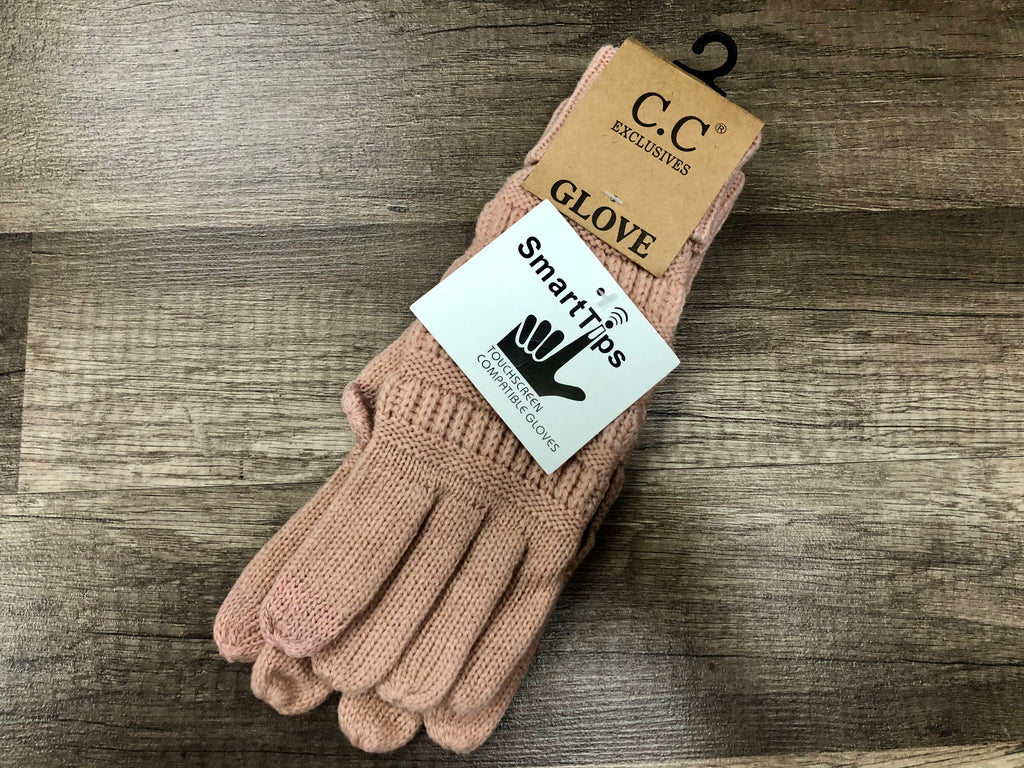 C.C®
EXCLUSIVES
GLOVE
SmartTips
TOUCHSCREEN
COMPATIBLE GLOVES